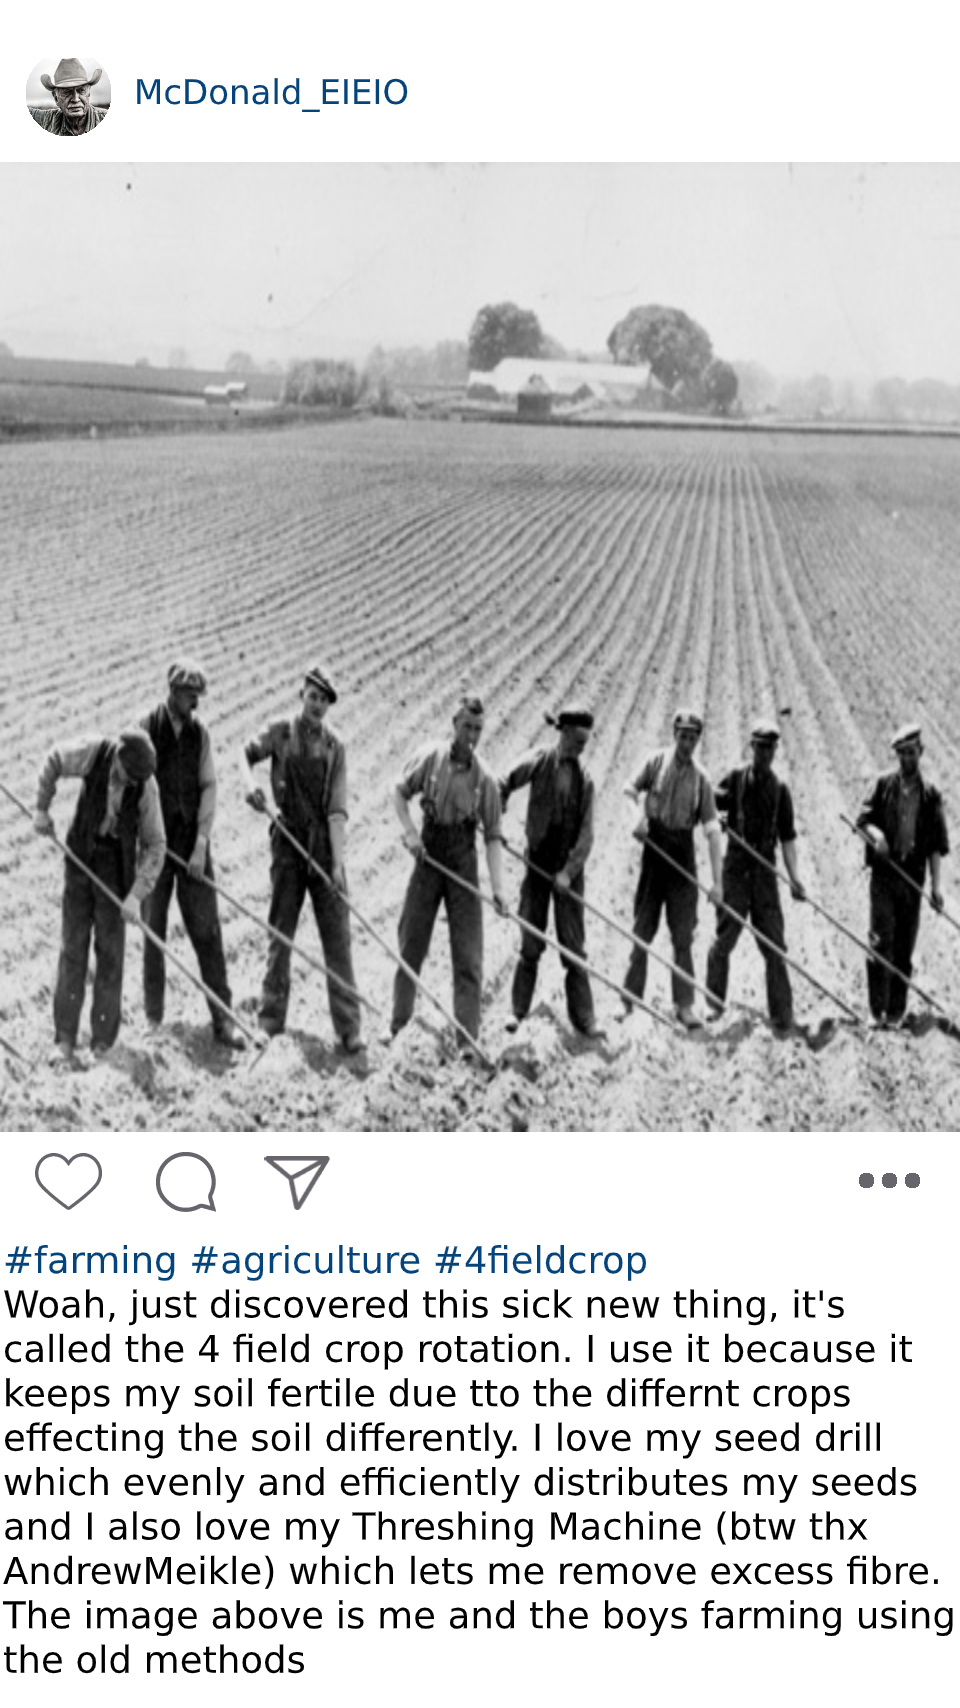 McDonald_EIEIO
#farming #agriculture #4fieldcrop
Woah, just discovered this sick new thing, it's
called the 4 field crop rotation. I use it because it
keeps my soil fertile due tto the differnt crops
effecting the soil differently. I love my seed drill
which evenly and efficiently distributes my seeds
and I also love my Threshing Machine (btw thx
AndrewMeikle) which lets me remove excess fibre.
The image above is me and the boys farming using
the old methods